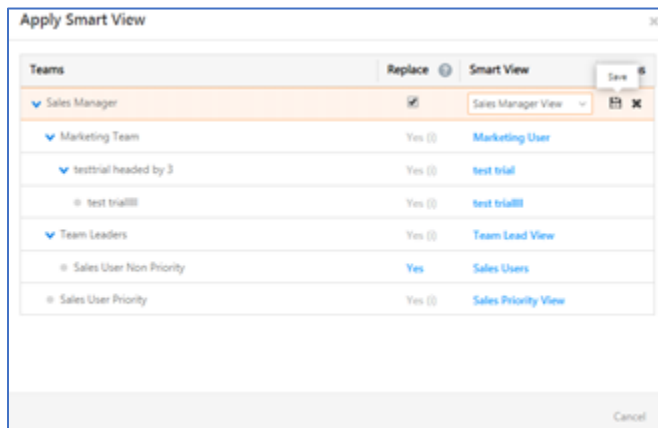 Apply Smart View
Teams Replace Smart View
Save
Sales Manager Sales Manager View
Marketing Team Yes (i) Marketing User
testtrial headed by 3 Yes (i) test trial
test triallll Yes (i) test triallll
Team Leaders Yes (i) Team Lead View
Sales User Non Priority Yes Sales Users
Sales User Priority Yes (i) Sales Priority View
Cancel